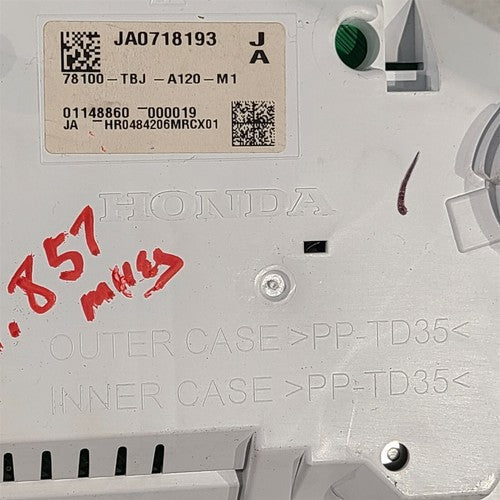 JA0718193 J
A
78100-TBJ-A120-M1
01148860-000019
JA HR0484206MRCX01
HONDA
.857
miles
OUTER CASE >PP-TD35<
INNER CASE >PP-TD35<